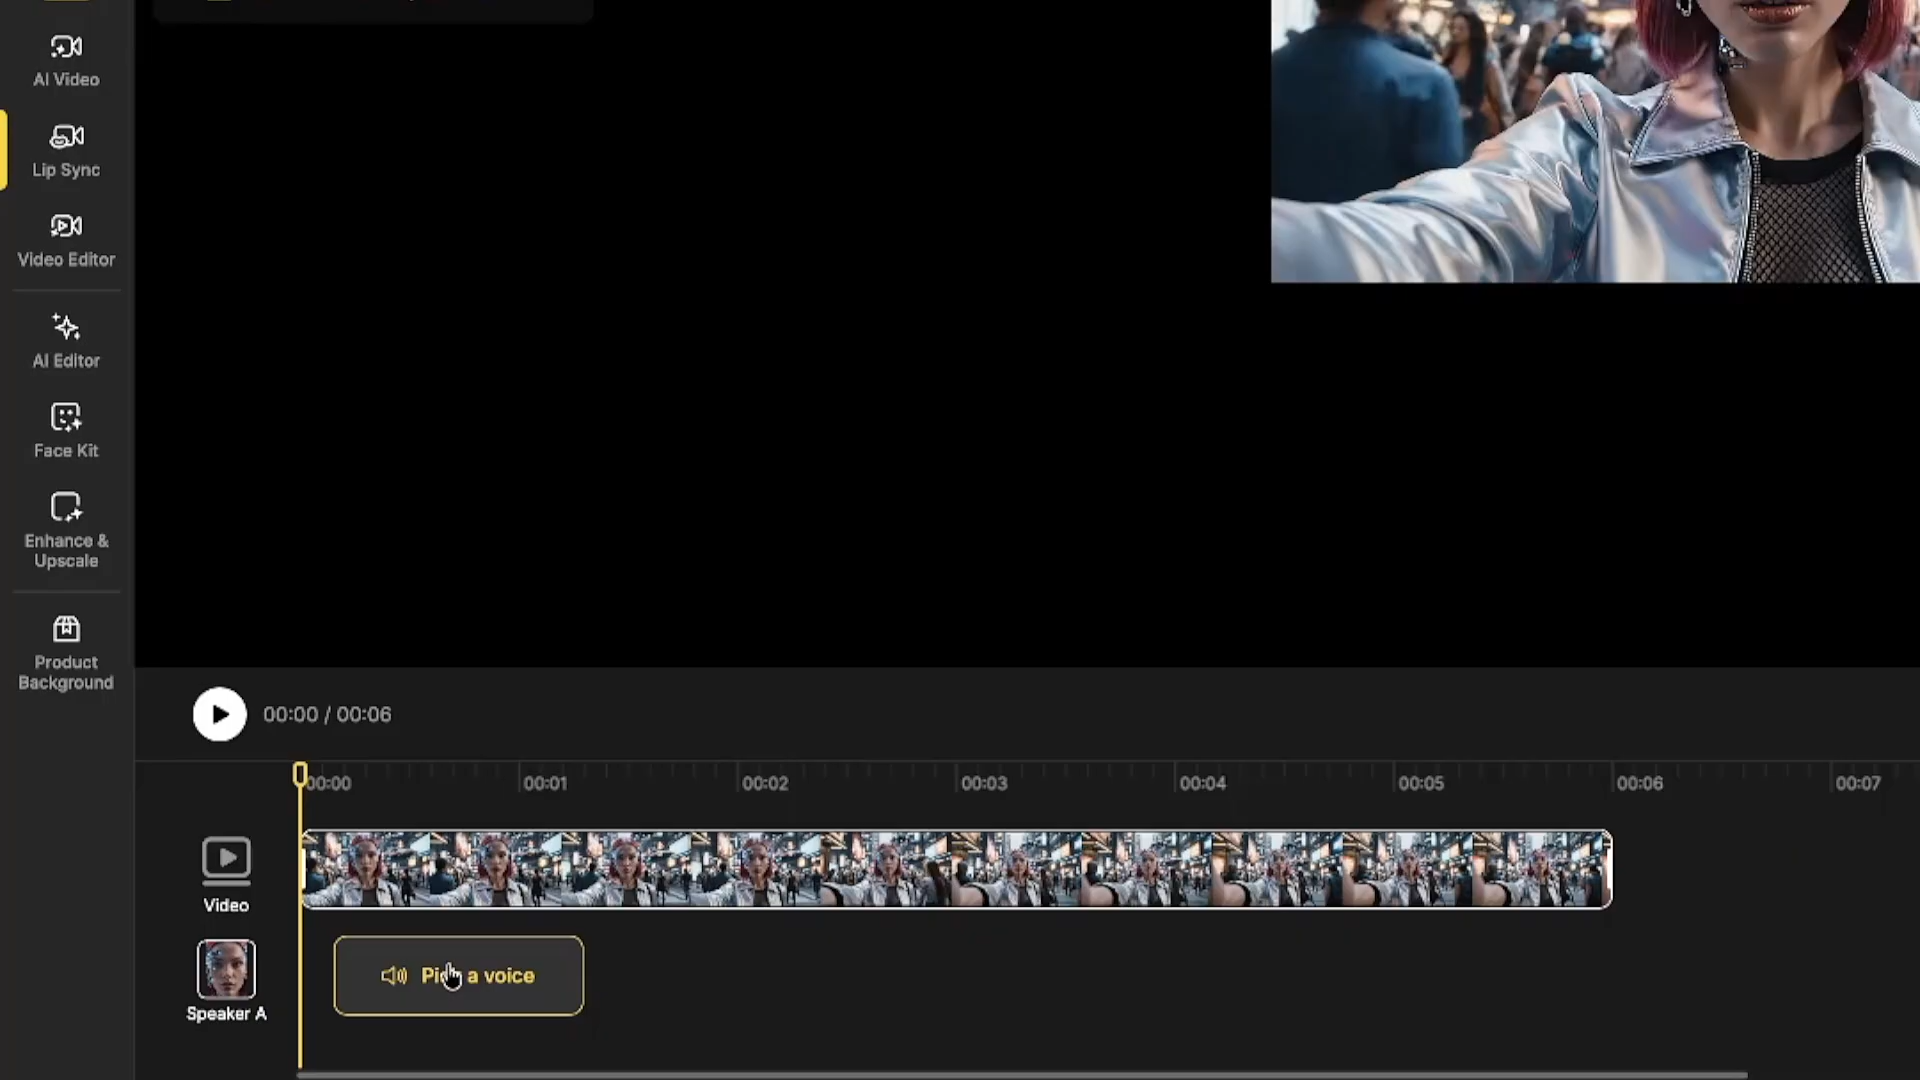 AI Video
Lip Sync
Video Editor
AI Editor
Face Kit
Enhance &
Upscale
Product
Background
00:00 / 00:06
00:00
00:01
00:02
00:03
00:04
00:05
00:06
00:07
Video
Pick a voice
Speaker A